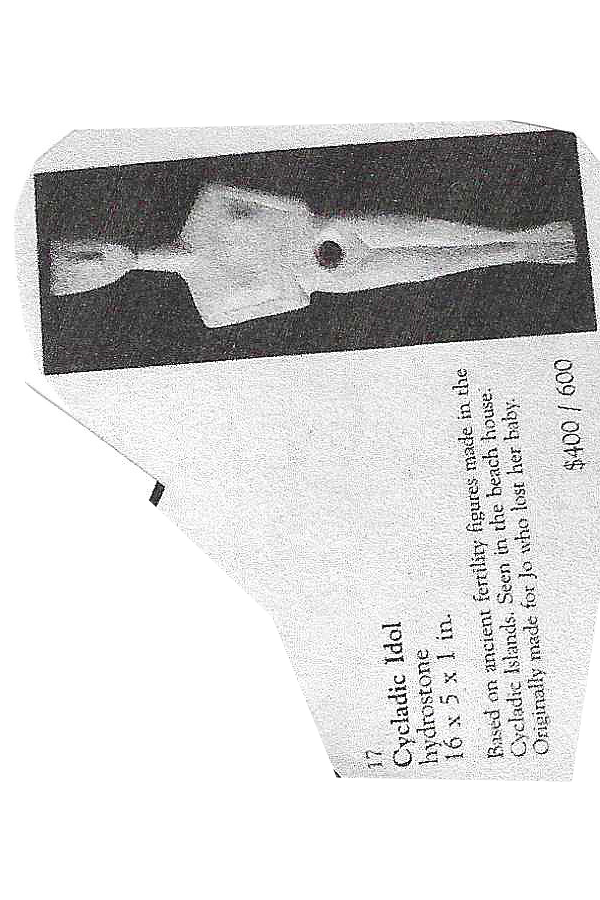 17
Cycladic Idol
hydrostone
16 x 5 x 1 in.
Based on ancient fertility figures made in the
Cycladic Islands. Seen in the beach house.
Originally made for Jo who lost her baby.
$400 / 600